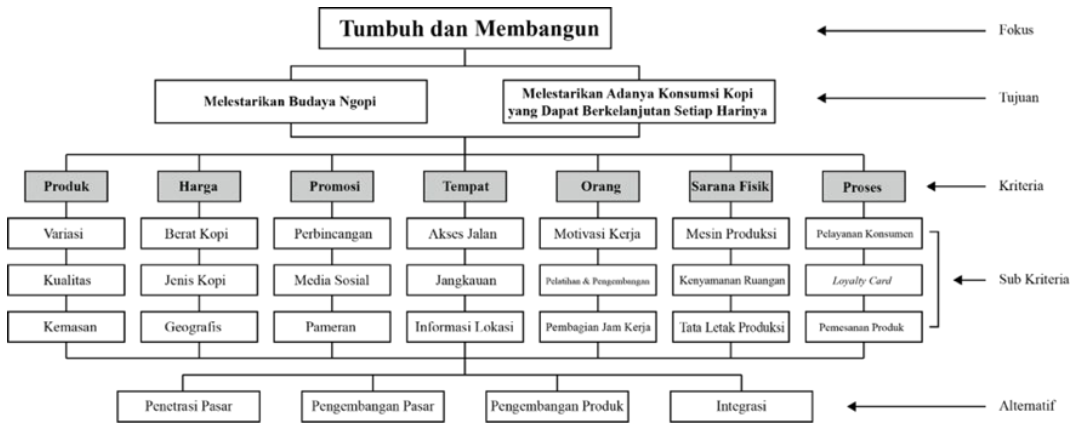 Tumbuh dan Membangun
Fokus
Melestarikan Budaya Ngopi
Melestarikan Adanya Konsumsi Kopi
yang Dapat Berkelanjutan Setiap Harinya
Tujuan
Produk
Harga
Promosi
Tempat
Orang
Sarana Fisik
Proses
Kriteria
Variasi
Berat Kopi
Perbincangan
Akses Jalan
Motivasi Kerja
Mesin Produksi
Pelayanan Konsumen
Kualitas
Jenis Kopi
Media Sosial
Jangkauan
Pelatihan & Pengembungan
Kenyamanan Ruangan
Loyalty Card
Sub Kriteria
Kemasan
Geografis
Pameran
Informasi Lokasi
Pembagian Jam Kerja
Tata Letak Produksi
Pemesanan Produk
Penetrasi Pasar
Pengembangan Pasar
Pengembangan Produk
Integrasi
Alternatif